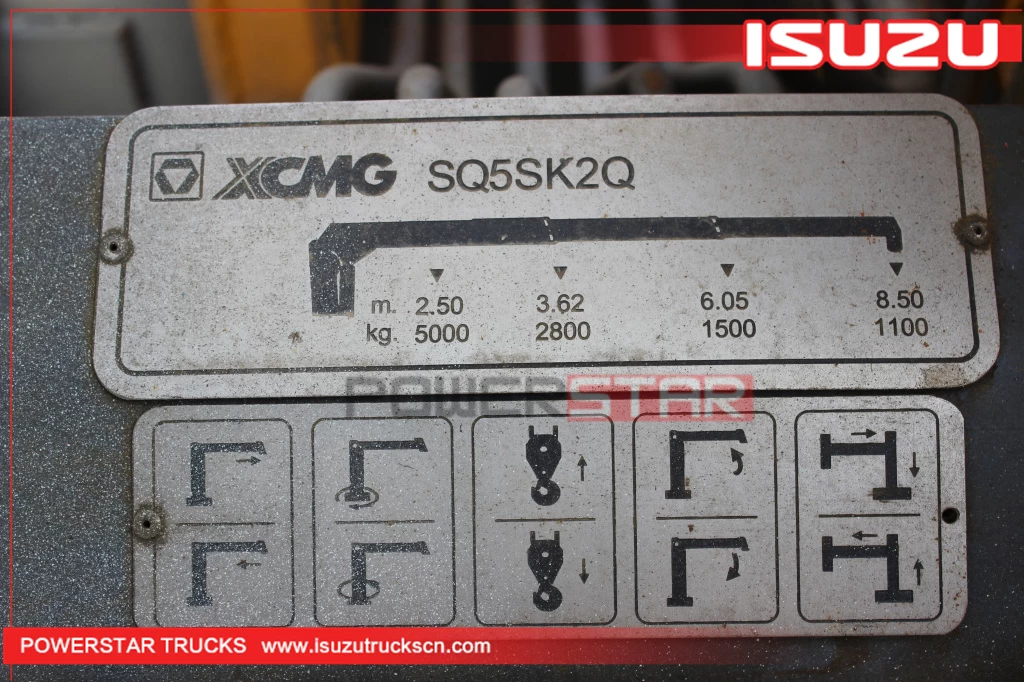 ISUZU
XCMG SQ5SK2Q
m. 2.50 3.62 6.05 8.50
kg. 5000 2800 1500 1100
POWERSTAR
POWERSTAR TRUCKS www.isuzutruckscn.com